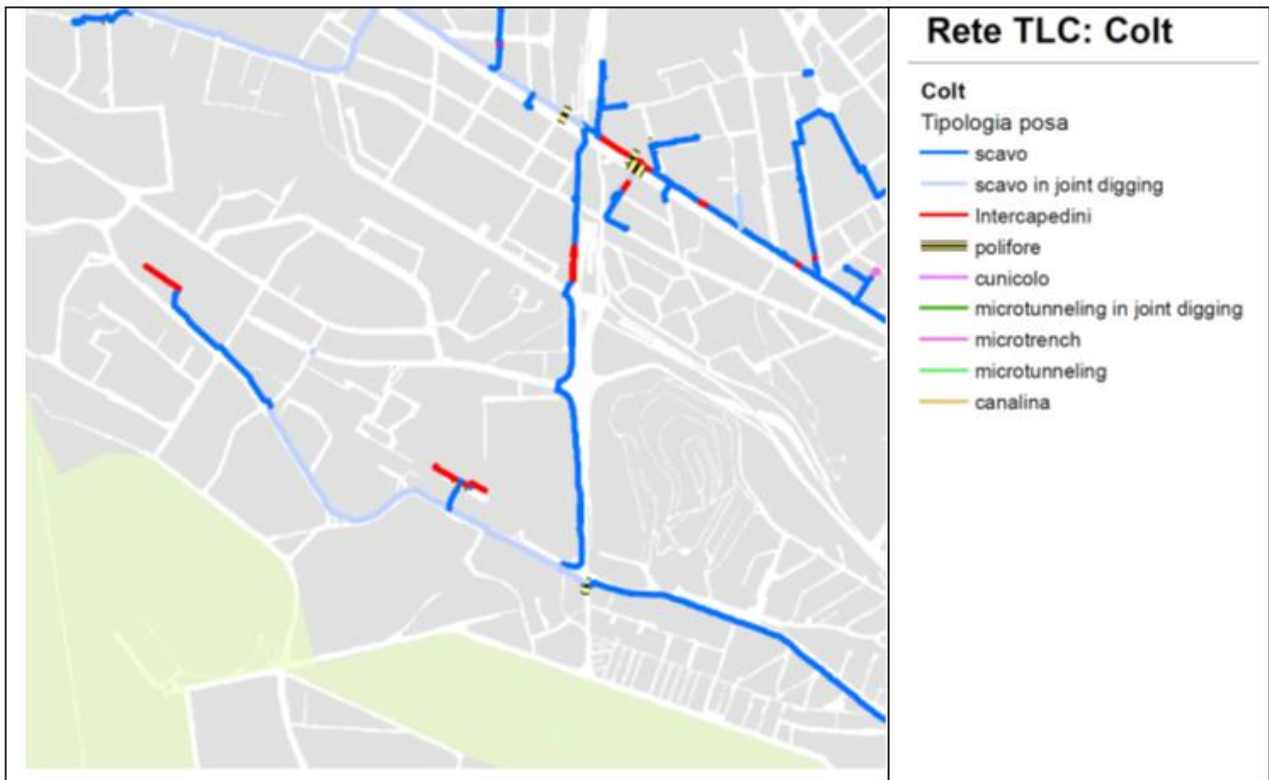 Rete TLC: Colt
Colt
Tipologia posa
scavo
scavo in joint digging
Intercapedini
polifore
cunicolo
microtunneling in joint digging
microtrench
microtunneling
canalina